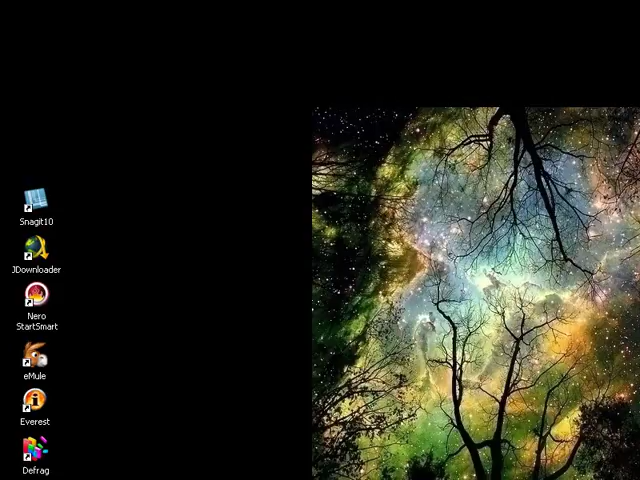 Snagit10
JDownloader
Nero
StartSmart
eMule
Everest
Defrag